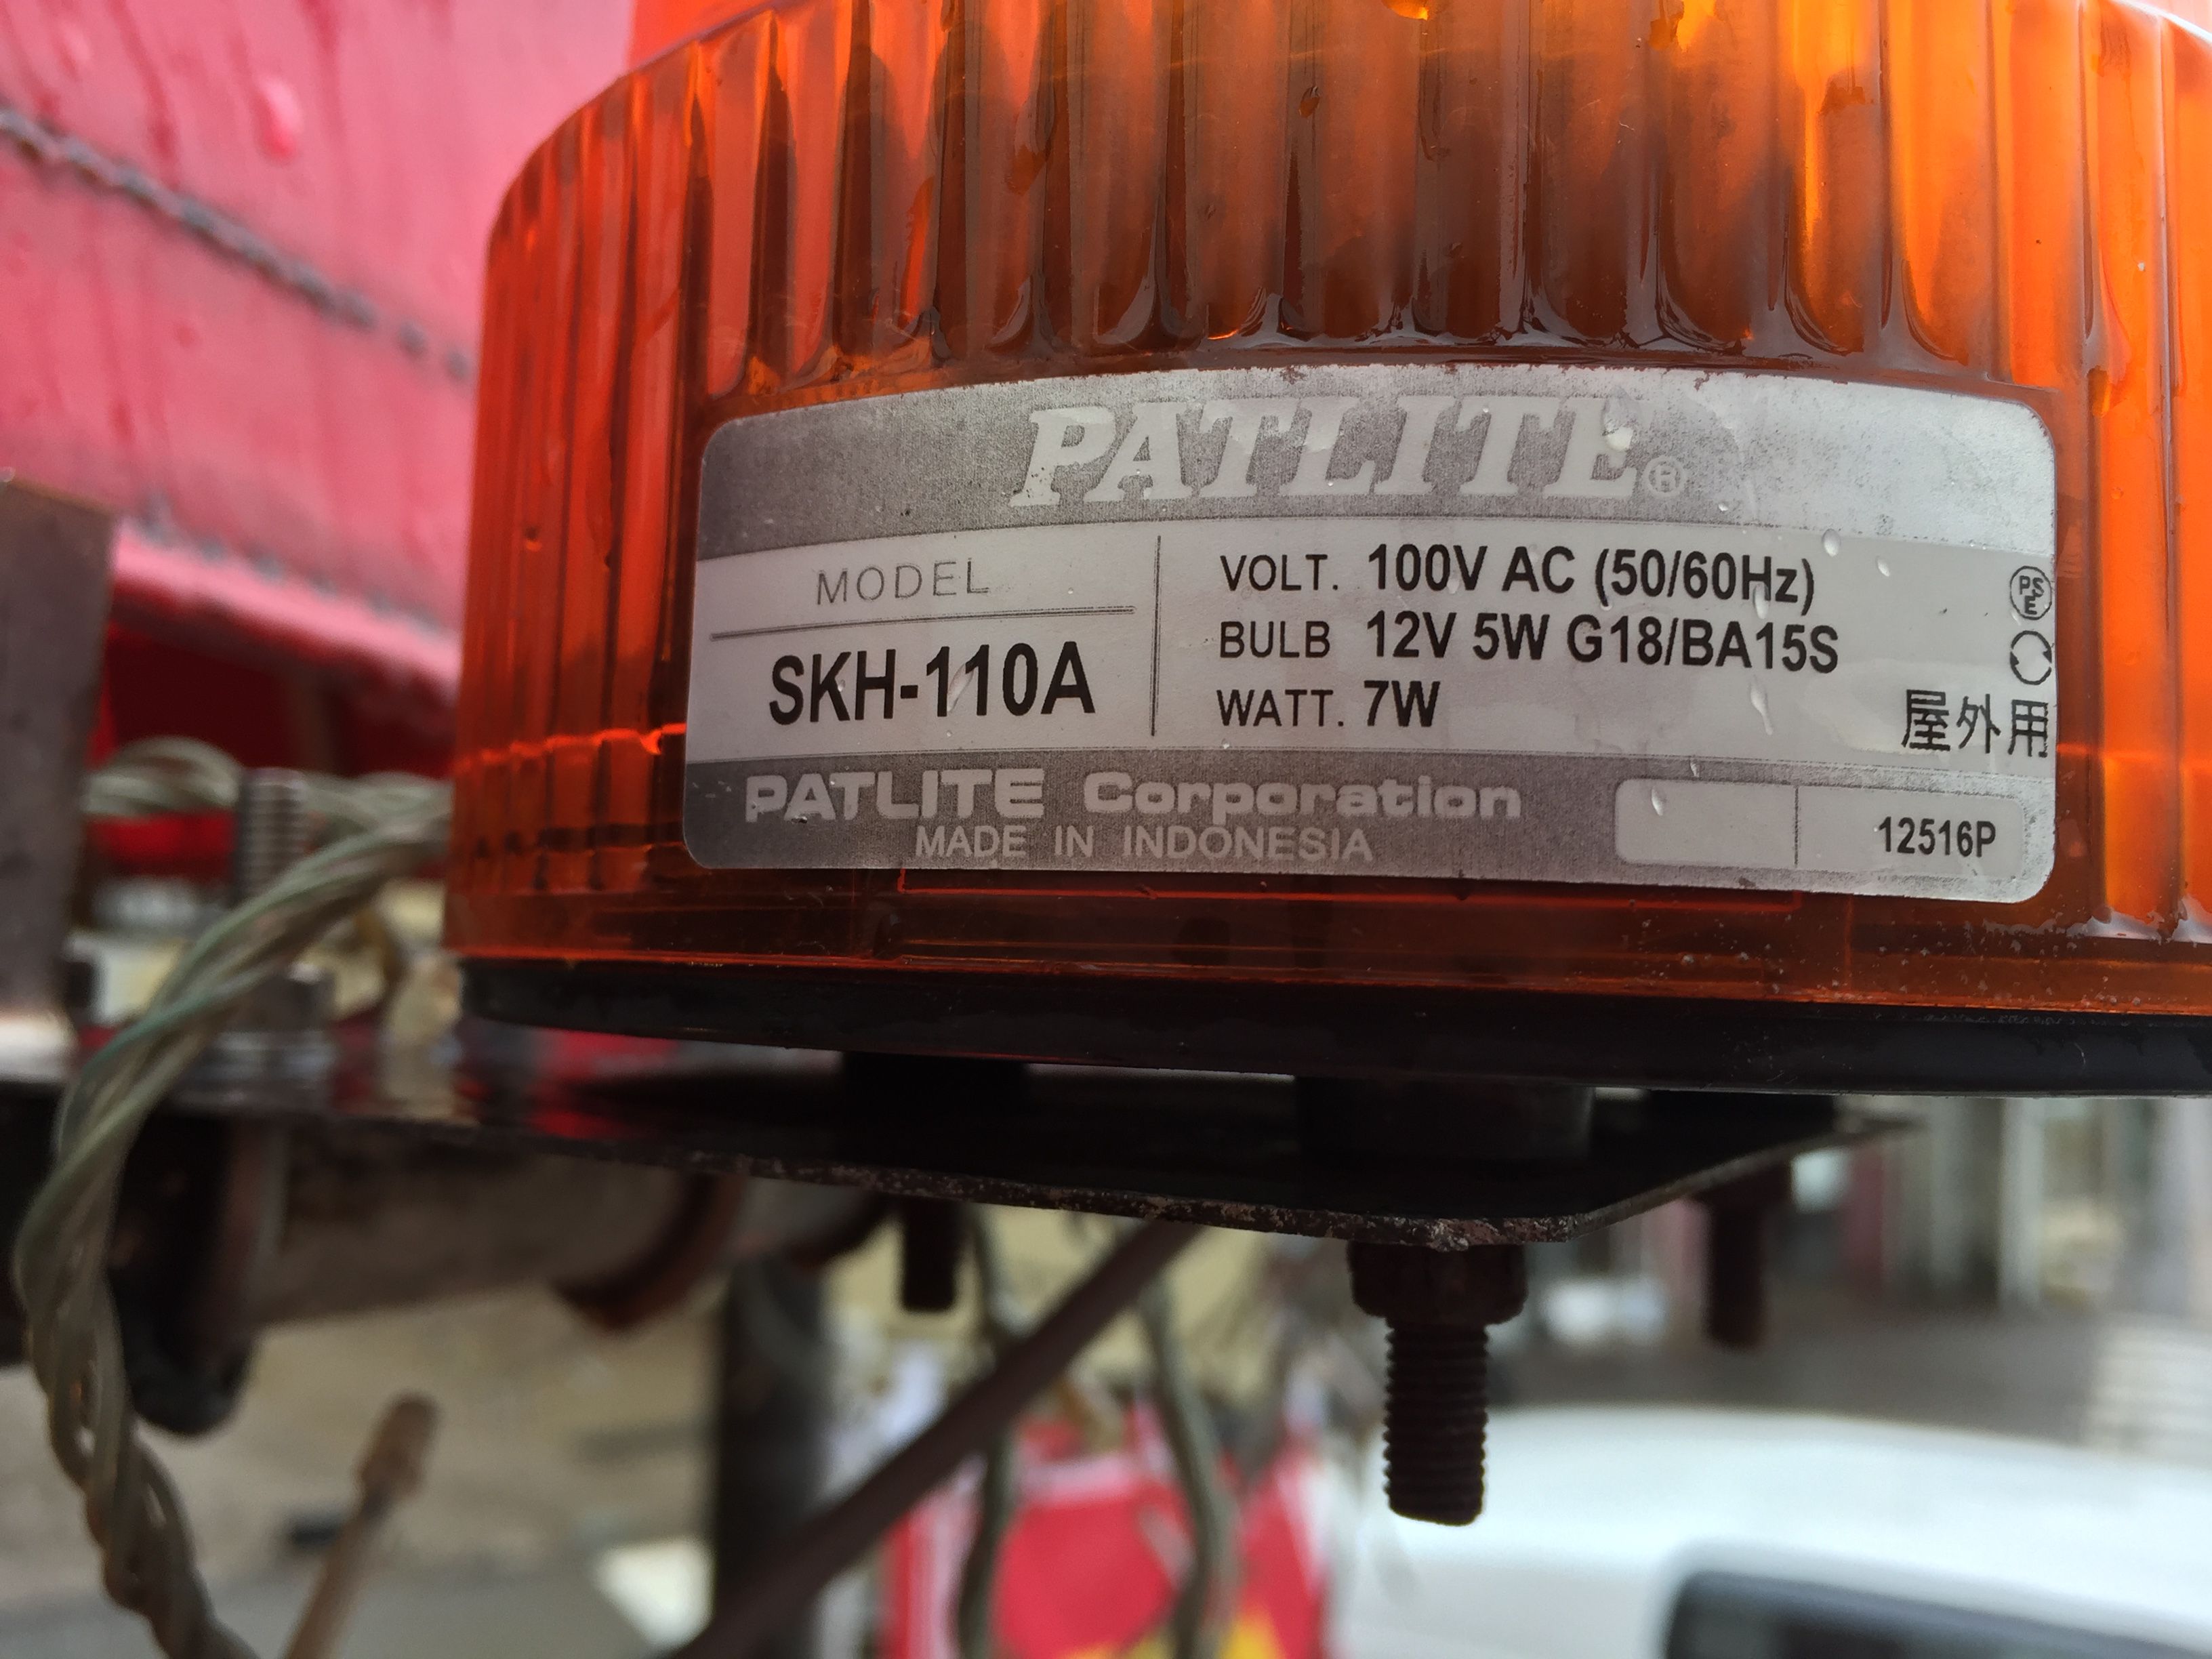 PATLITE®
MODEL
SKH-110A
VOLT. 100V AC (50/60Hz)
BULB 12V 5W G18/BA15S
WATT. 7W
PSE
屋外用
PATLITE Corporation
MADE IN INDONESIA
12516P